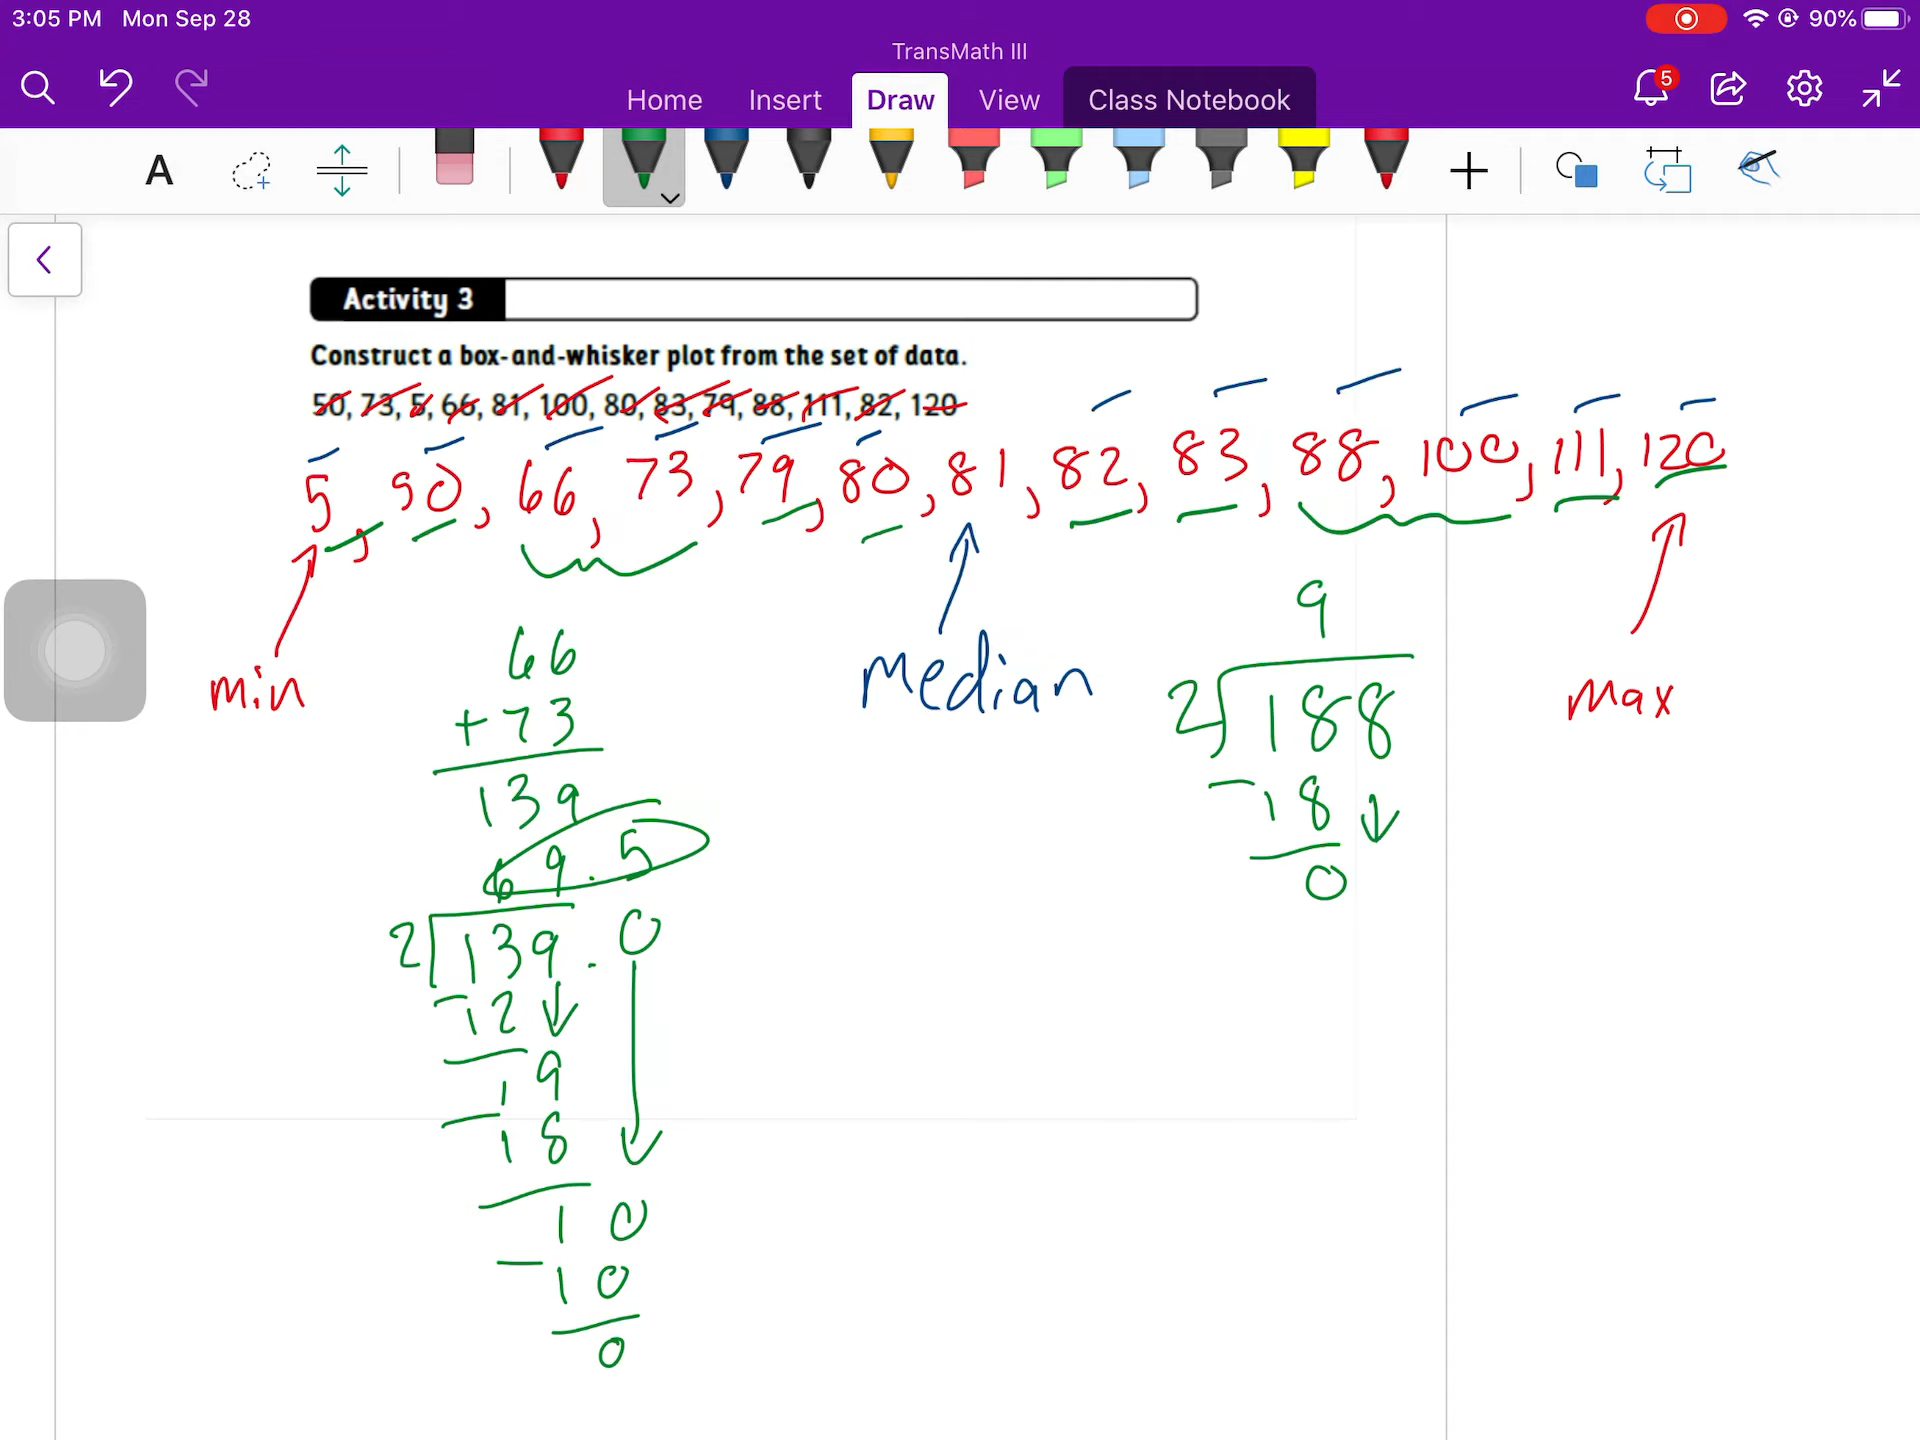 3:05 PM Mon Sep 28
90%
TransMath III
Home Insert Draw View Class Notebook
5
A
Activity 3
Construct a box-and-whisker plot from the set of data.
50, 73, 5, 66, 81, 100, 80, 83, 79, 88, 111, 82, 120
5, 50, 66, 73, 79, 80, 81, 82, 83, 88, 100, 111, 120
min
Median
Max
66
+ 73
139
69.5
2 139.0
- 12
19
- 18
10
- 10
0
9
2 188
- 18
0